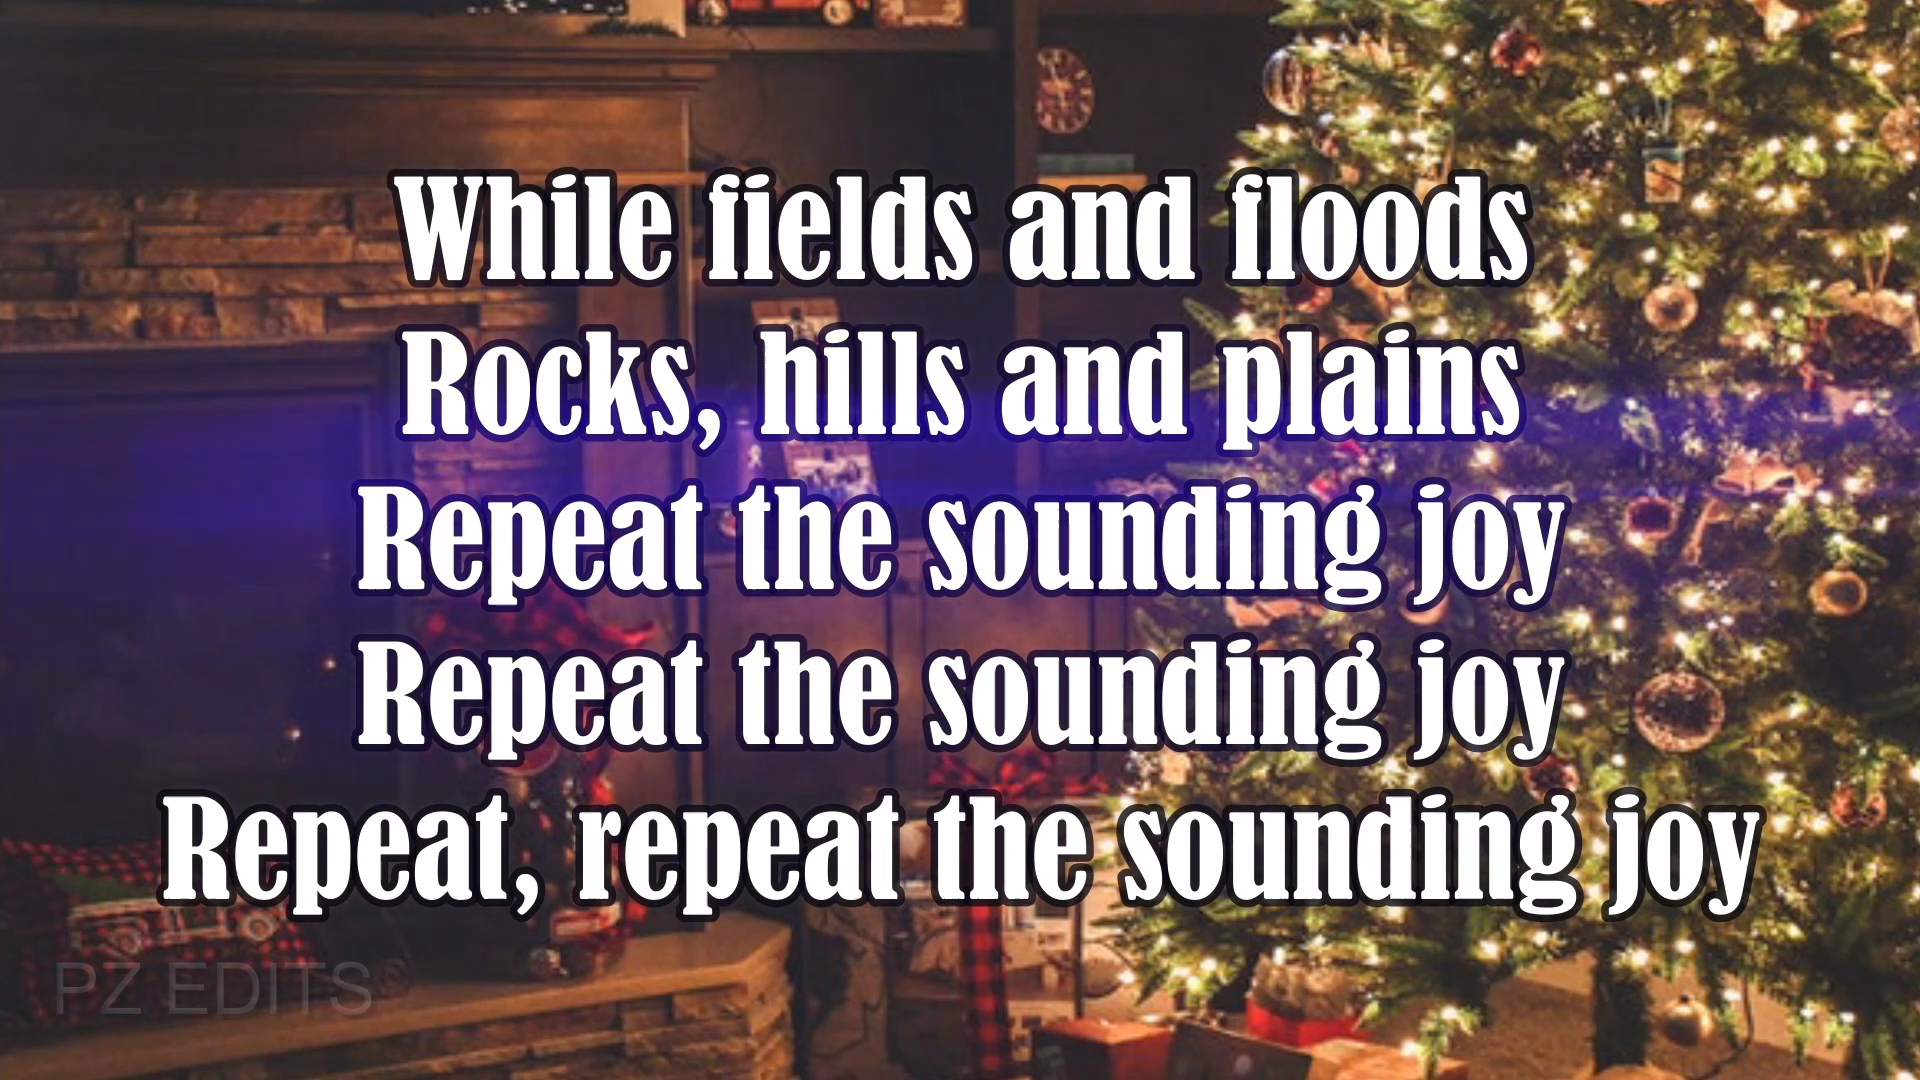 While fields and floods
Rocks, hills and plains
Repeat the sounding joy
Repeat the sounding joy
Repeat, repeat the sounding joy
PZ EDITS